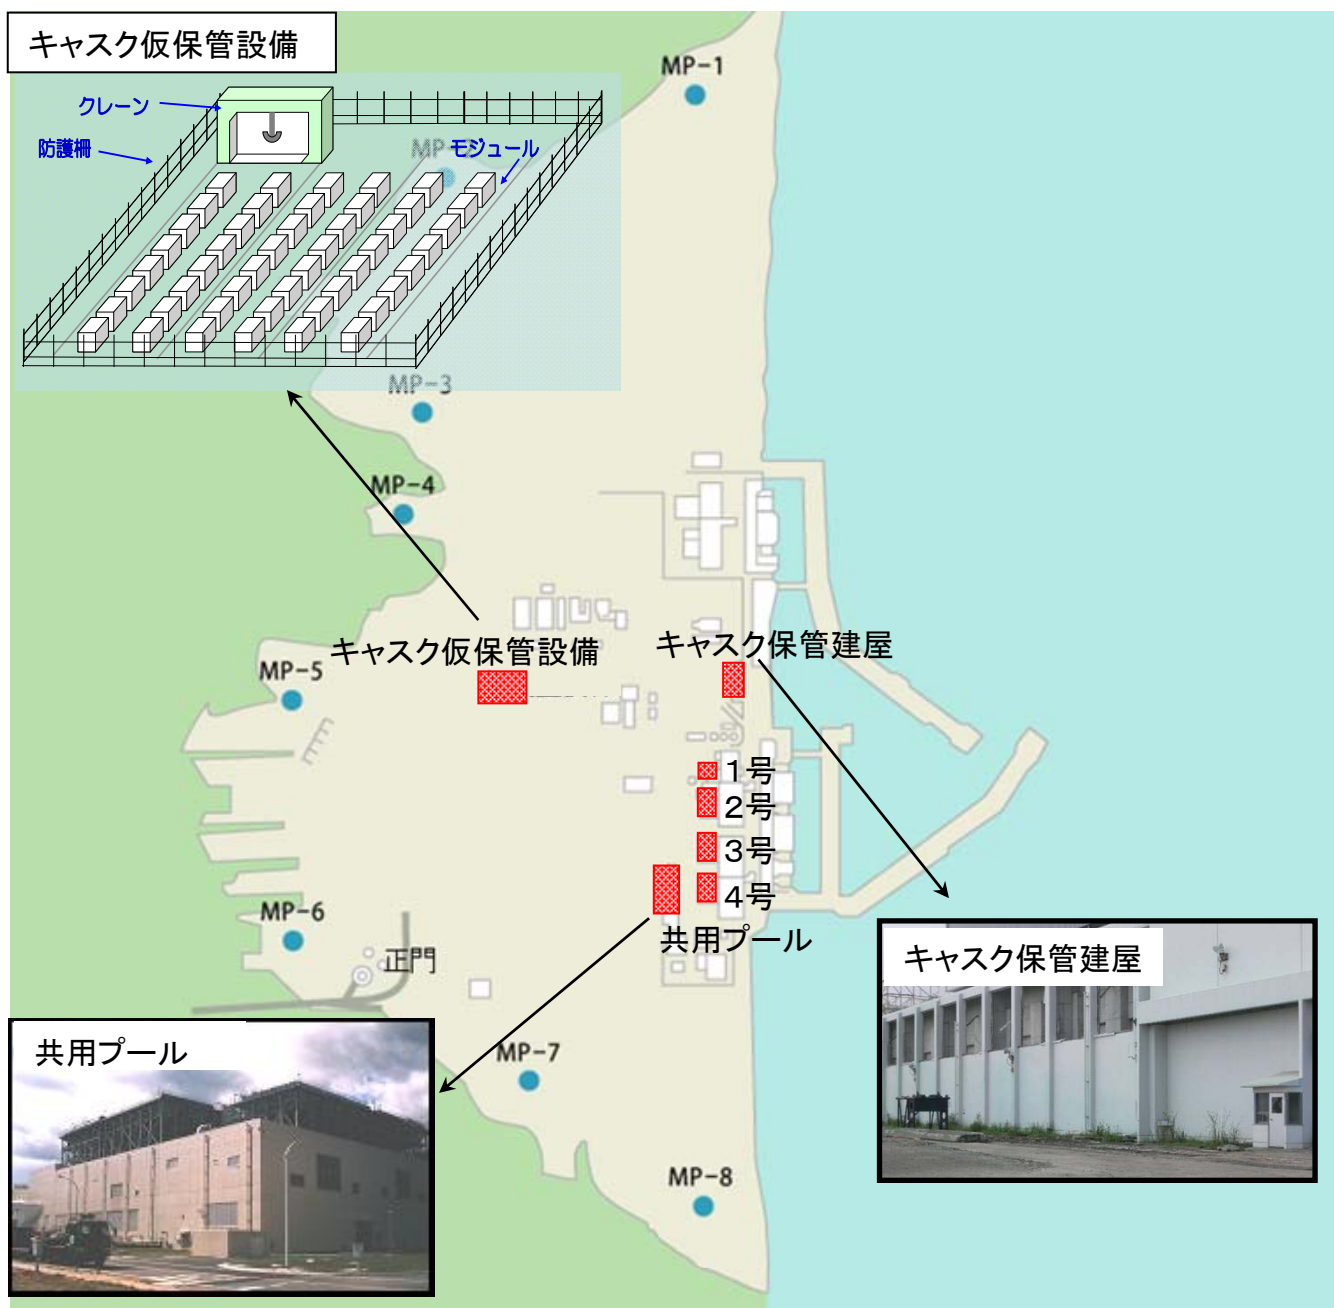 キャスク仮保管設備
クレーン
防護柵
モジュール
MP-1
MP-2
MP-3
MP-4
キャスク仮保管設備
キャスク保管建屋
MP-5
1号
2号
3号
4号
MP-6
正門
共用プール
キャスク保管建屋
共用プール
MP-7
MP-8